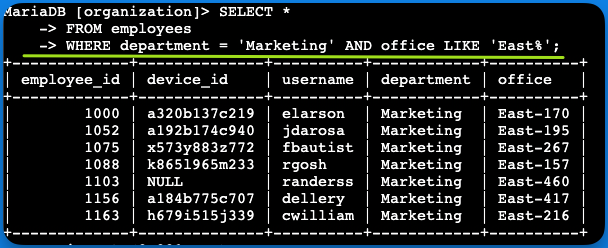 MariaDB [organization]> SELECT *
    -> FROM employees
    -> WHERE department = 'Marketing' AND office LIKE 'East%';
+-------------+--------------+----------+------------+----------+
| employee_id | device_id    | username | department | office   |
+-------------+--------------+----------+------------+----------+
|        1000 | a320b137c219 | elarson  | Marketing  | East-170 |
|        1052 | a192b174c940 | jdarosa  | Marketing  | East-195 |
|        1075 | x573y883z772 | fbautist | Marketing  | East-267 |
|        1088 | k865l965m233 | rgosh    | Marketing  | East-157 |
|        1103 | NULL         | randerss | Marketing  | East-460 |
|        1156 | a184b775c707 | dellery  | Marketing  | East-417 |
|        1163 | h679i515j339 | cwilliam | Marketing  | East-216 |
+-------------+--------------+----------+------------+----------+